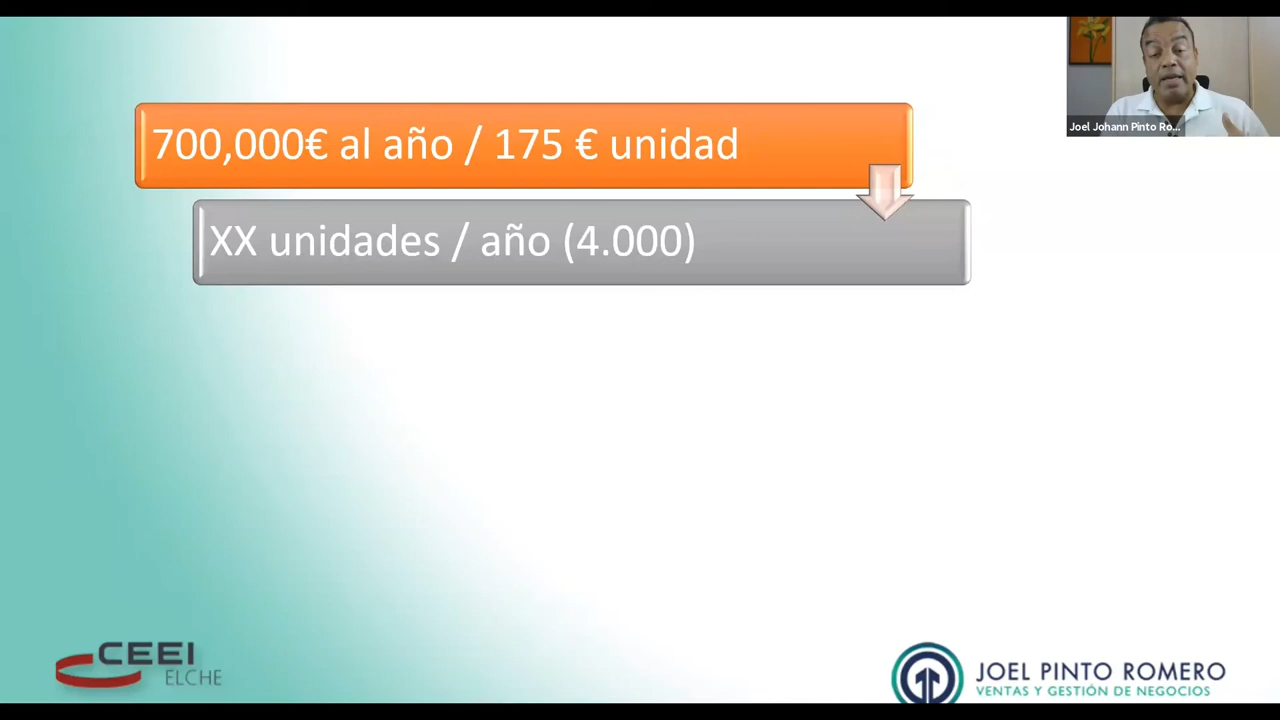 700,000€ al año / 175 € unidad
XX unidades / año (4.000)
Joel Johann Pinto Ro...
CEEI
ELCHE
JOEL PINTO ROMERO
VENTAS Y GESTIÓN DE NEGOCIOS